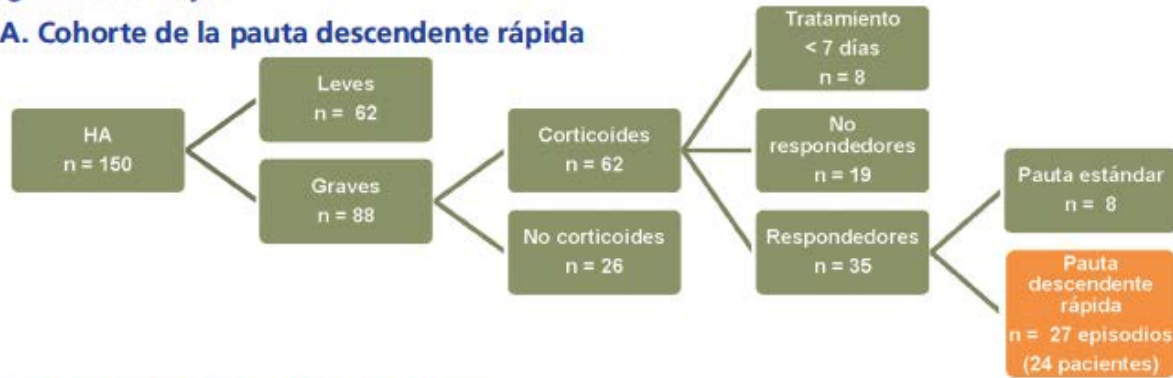 A. Cohorte de la pauta descendente rápida
HA
n = 150
Leves
n = 62
Graves
n = 88
Corticoides
n = 62
No corticoides
n = 26
Tratamiento
< 7 días
n = 8
No
respondedores
n = 19
Respondedores
n = 35
Pauta estándar
n = 8
Pauta
descendente
rápida
n = 27 episodios
(24 pacientes)